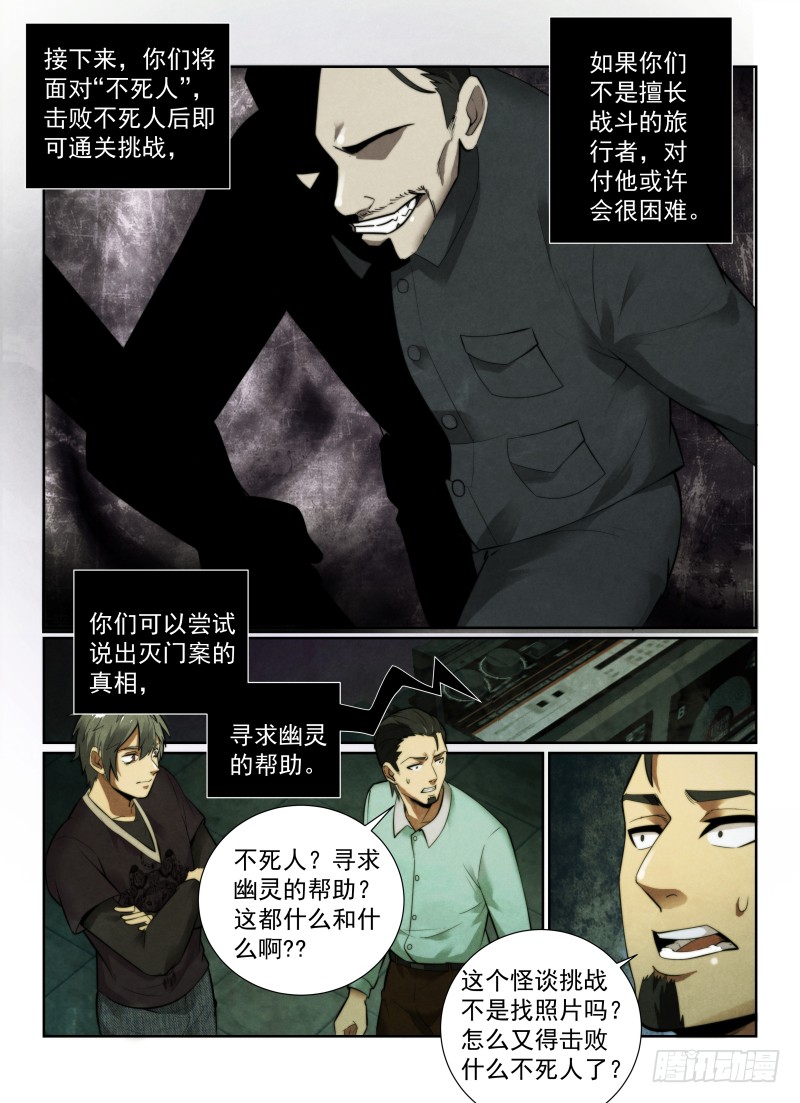 接下来，你们将
面对“不死人”，
击败不死人后即
可通关挑战，
如果你们
不是擅长
战斗的旅
行者，对
付他或许
会很困难。
你们可以尝试
说出灭门案的
真相，
寻求幽灵
的帮助。
不死人？寻求
幽灵的帮助？
这都什么和什
么啊??
这个怪谈挑战
不是找照片吗？
怎么又得击败
什么不死人了？
腾讯动漫